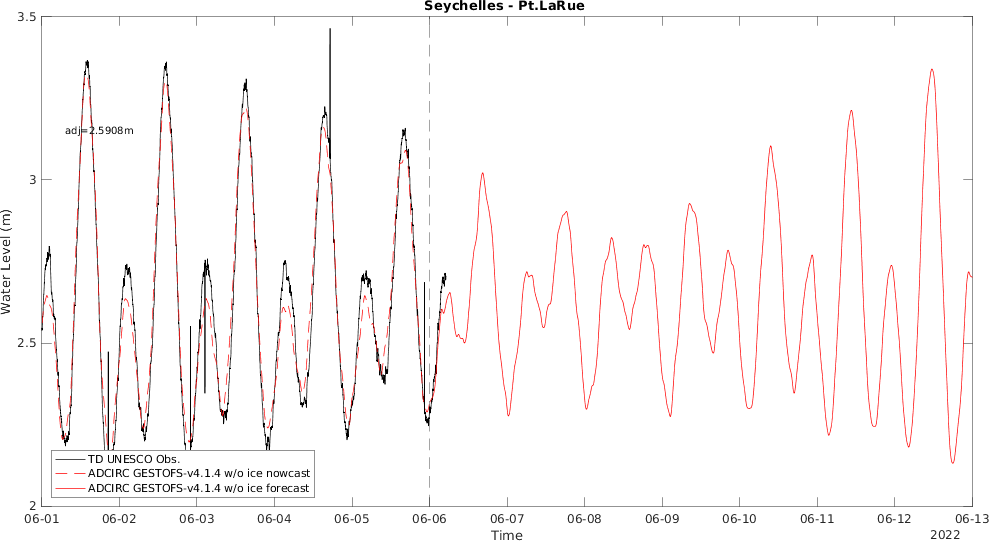 Seychelles - Pt.LaRue
3.5
3
2.5
2
Water Level (m)
adj=2.5908m
TD UNESCO Obs.
ADCIRC GESTOFS-v4.1.4 w/o ice nowcast
ADCIRC GESTOFS-v4.1.4 w/o ice forecast
06-01 06-02 06-03 06-04 06-05 06-06 06-07 06-08 06-09 06-10 06-11 06-12 06-13
Time
2022